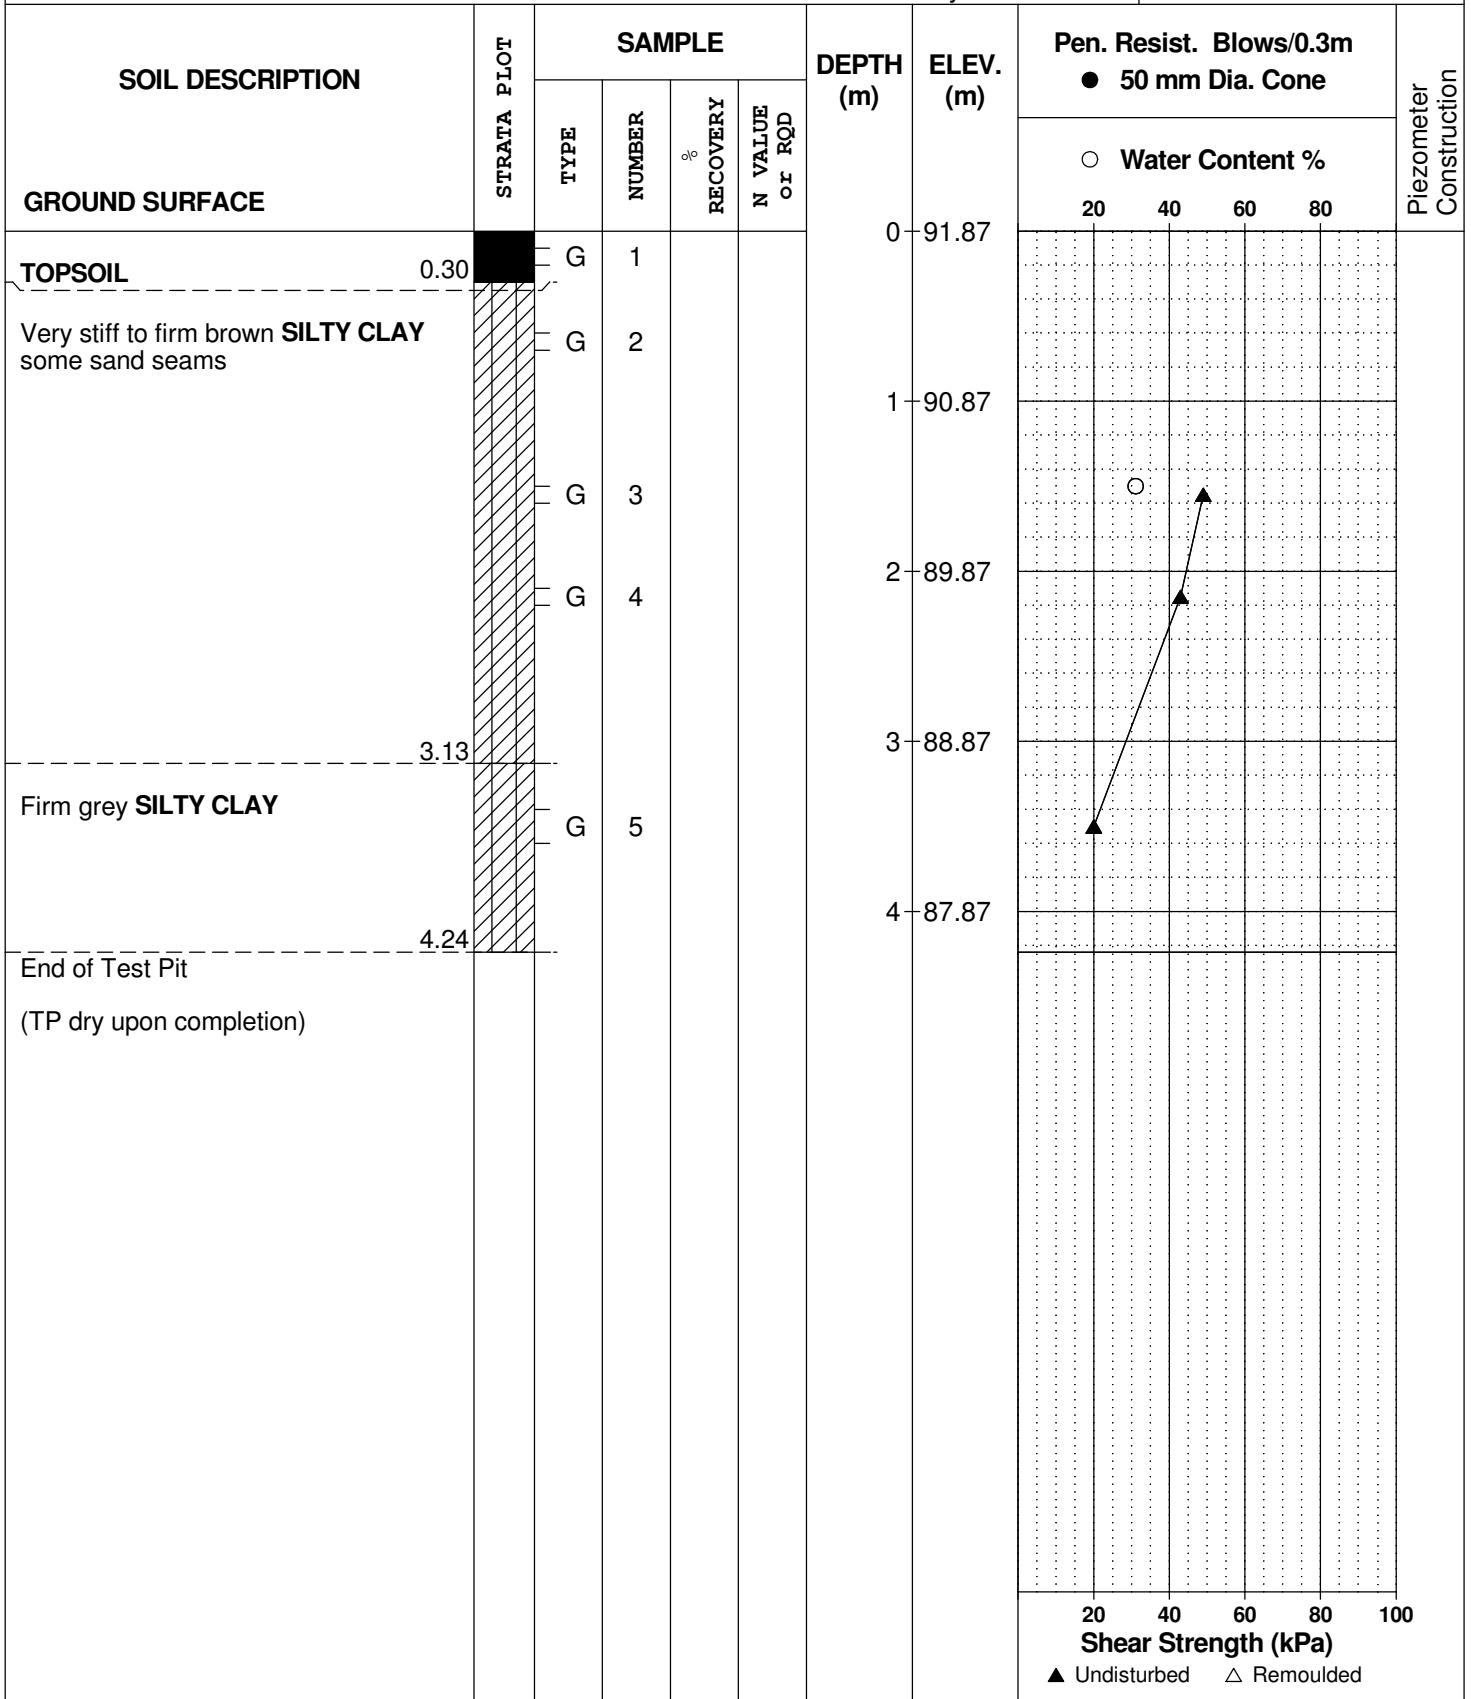 SOIL DESCRIPTION
GROUND SURFACE
STRATA PLOT
SAMPLE
TYPE
NUMBER
%
RECOVERY
N VALUE
or RQD
DEPTH
(m)
ELEV.
(m)
Pen. Resist. Blows/0.3m
● 50 mm Dia. Cone
○ Water Content %
20 40 60 80
Piezometer
Construction
0 91.87
TOPSOIL 0.30
G 1
Very stiff to firm brown SILTY CLAY
some sand seams
G 2
1 90.87
G 3
2 89.87
G 4
3 88.87
3.13
Firm grey SILTY CLAY
G 5
4 87.87
4.24
End of Test Pit
(TP dry upon completion)
20 40 60 80 100
Shear Strength (kPa)
▲ Undisturbed △ Remoulded